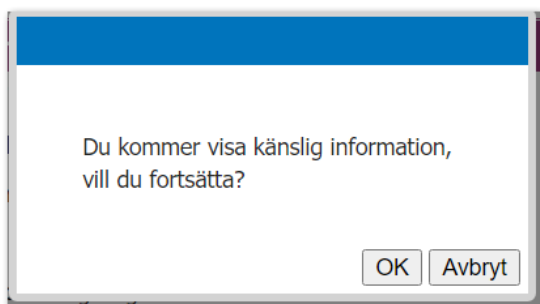 Du kommer visa känslig information,
vill du fortsätta?
OK Avbryt